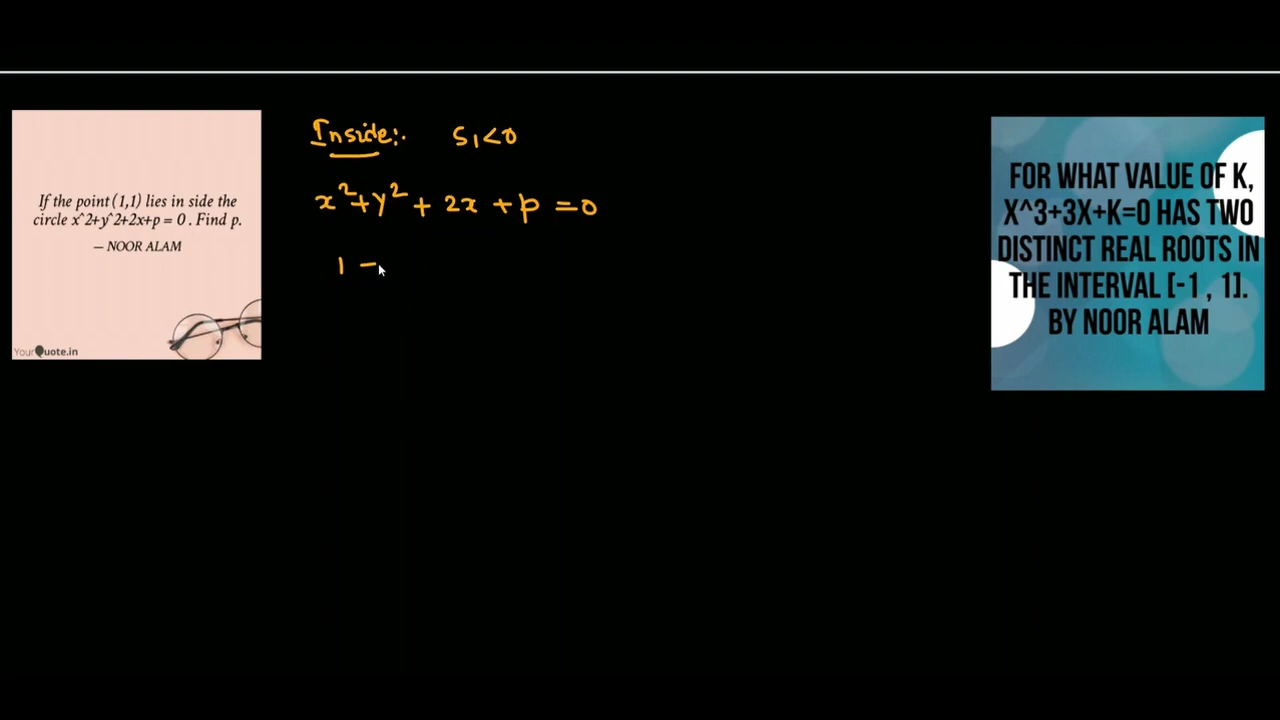 If the point (1,1) lies in side the
circle x^2+y^2+2x+p = 0 . Find p.
— NOOR ALAM
YourQuote.in
Inside:.    S₁<0
x²+y² + 2x + p = 0
1 –
FOR WHAT VALUE OF K,
X^3+3X+K=0 HAS TWO
DISTINCT REAL ROOTS IN
THE INTERVAL [-1 , 1].
BY NOOR ALAM